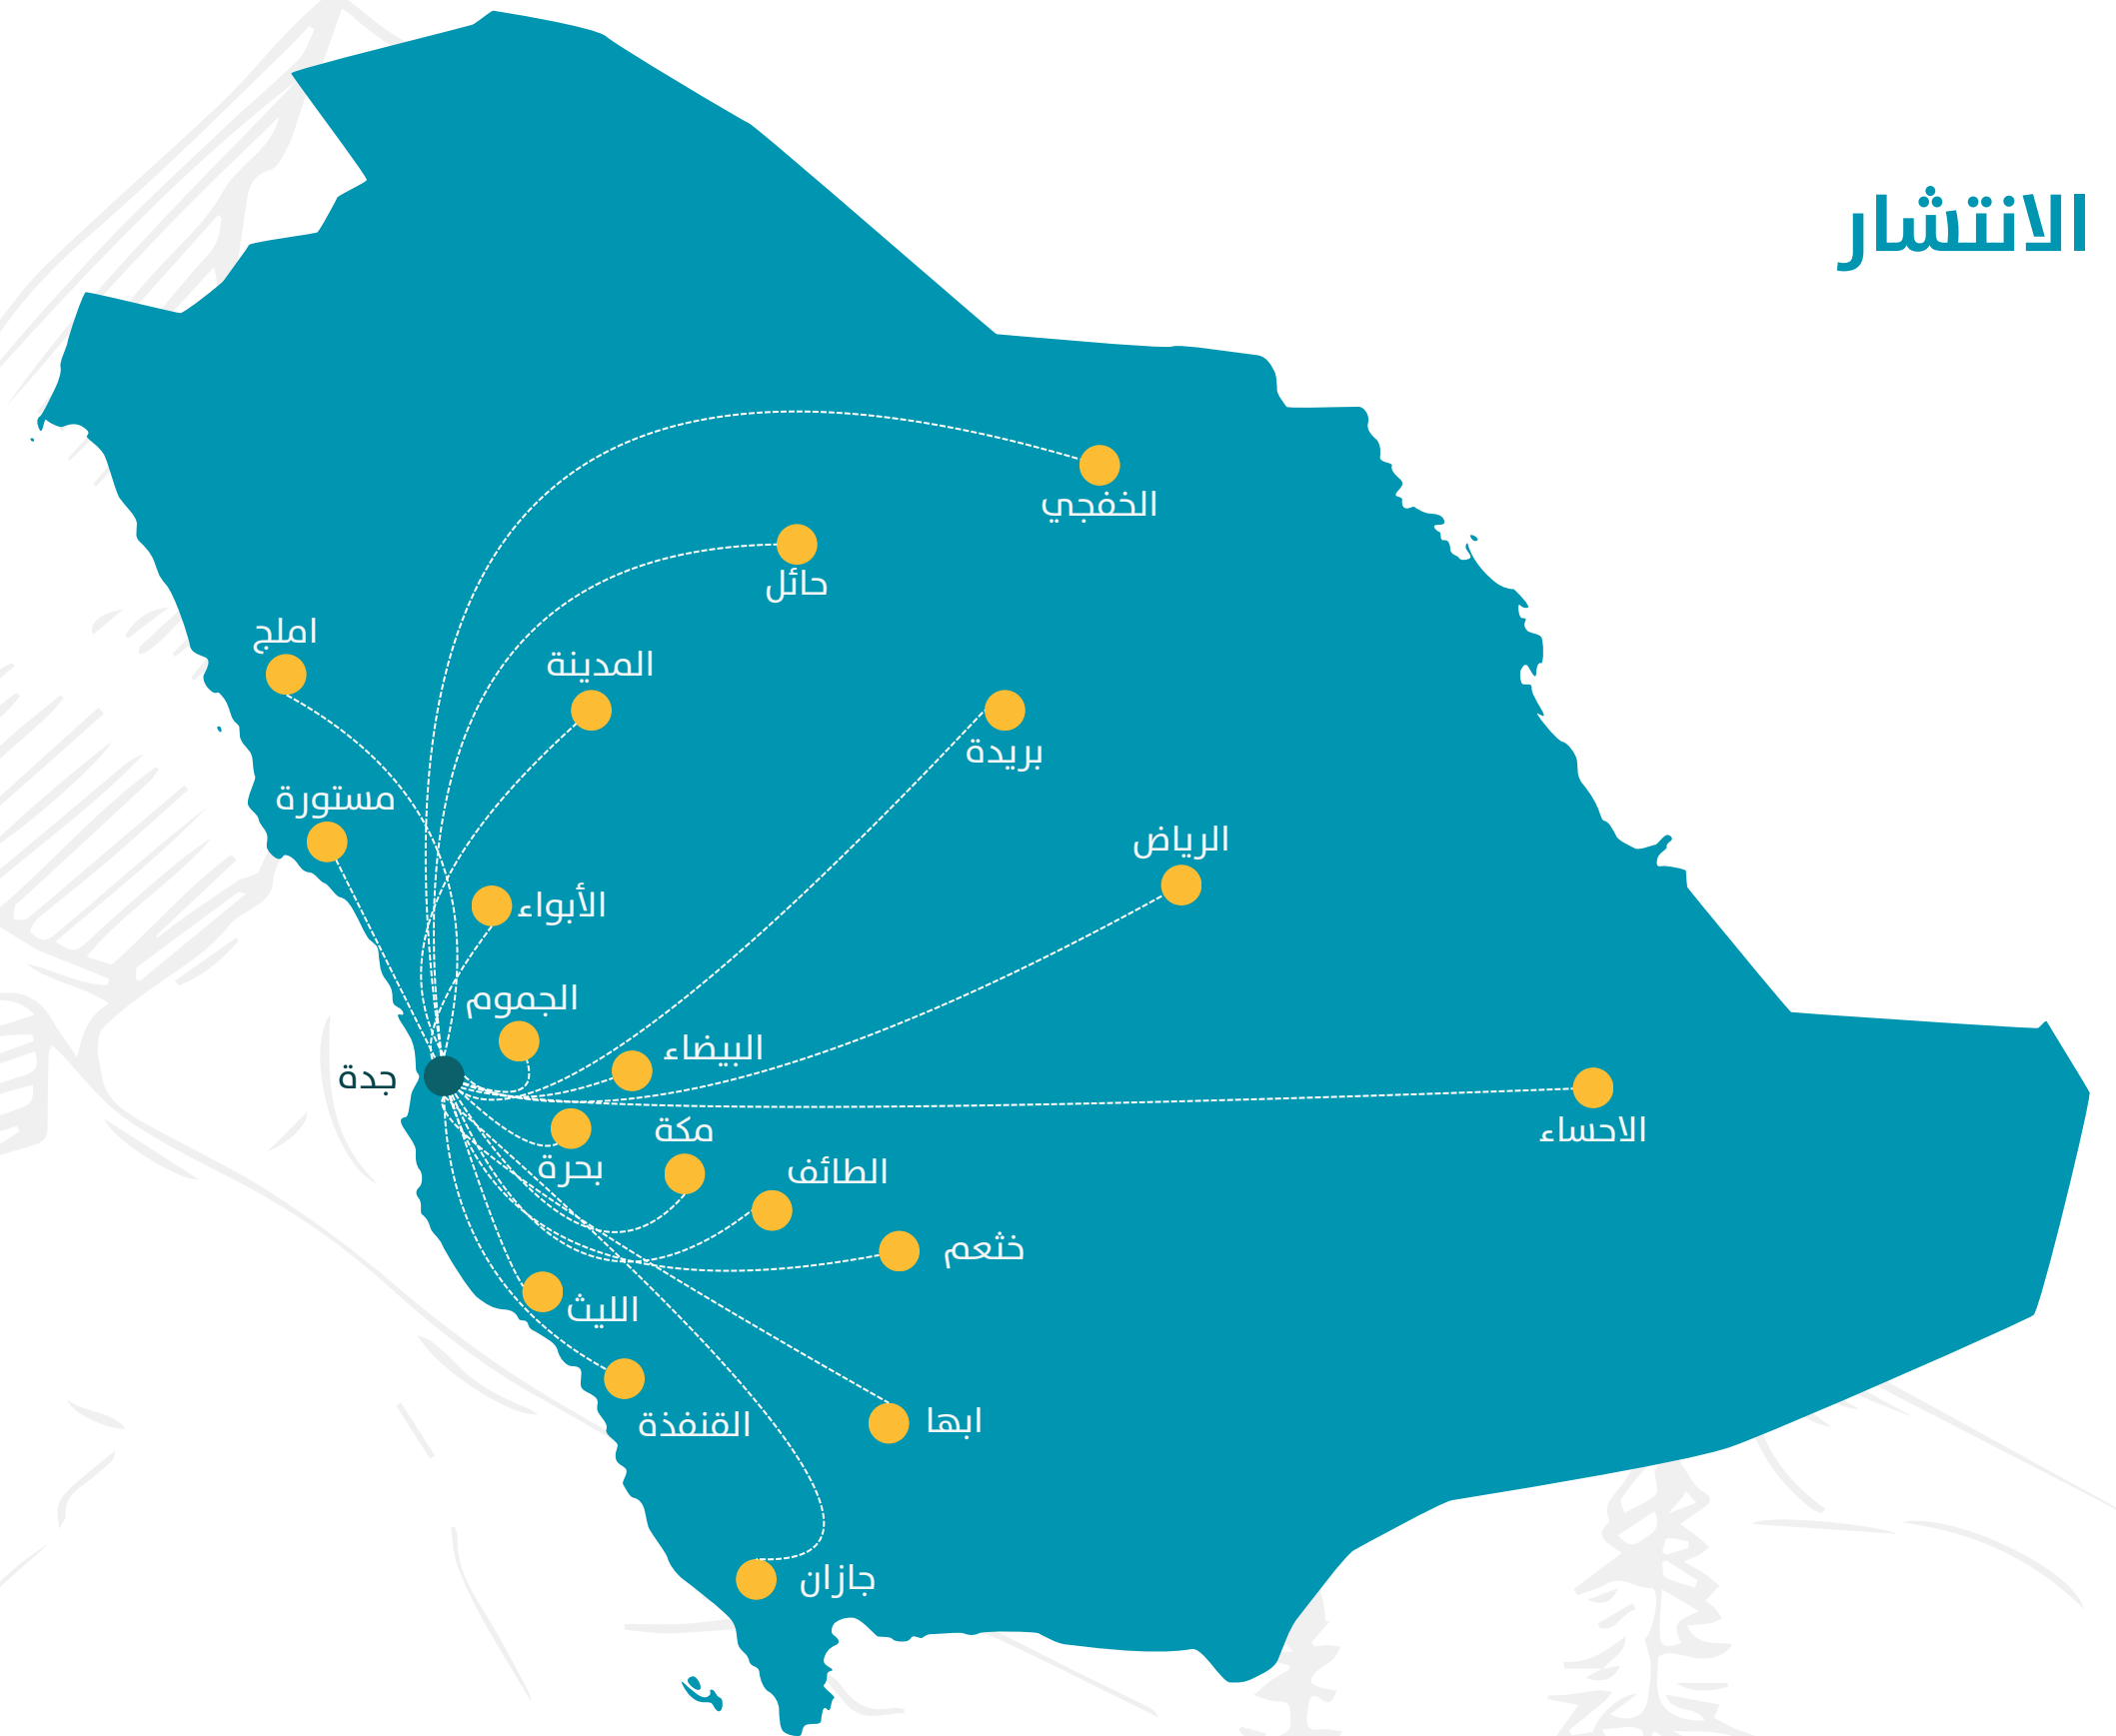 الانتشار
الخفجي
حائل
املج
المدينة
بريدة
مستورة
الرياض
الأبواء
الجموم
البيضاء
جدة
مكة
الاحساء
بحرة
الطائف
خثعم
الليث
القنفذة
ابها
جازان